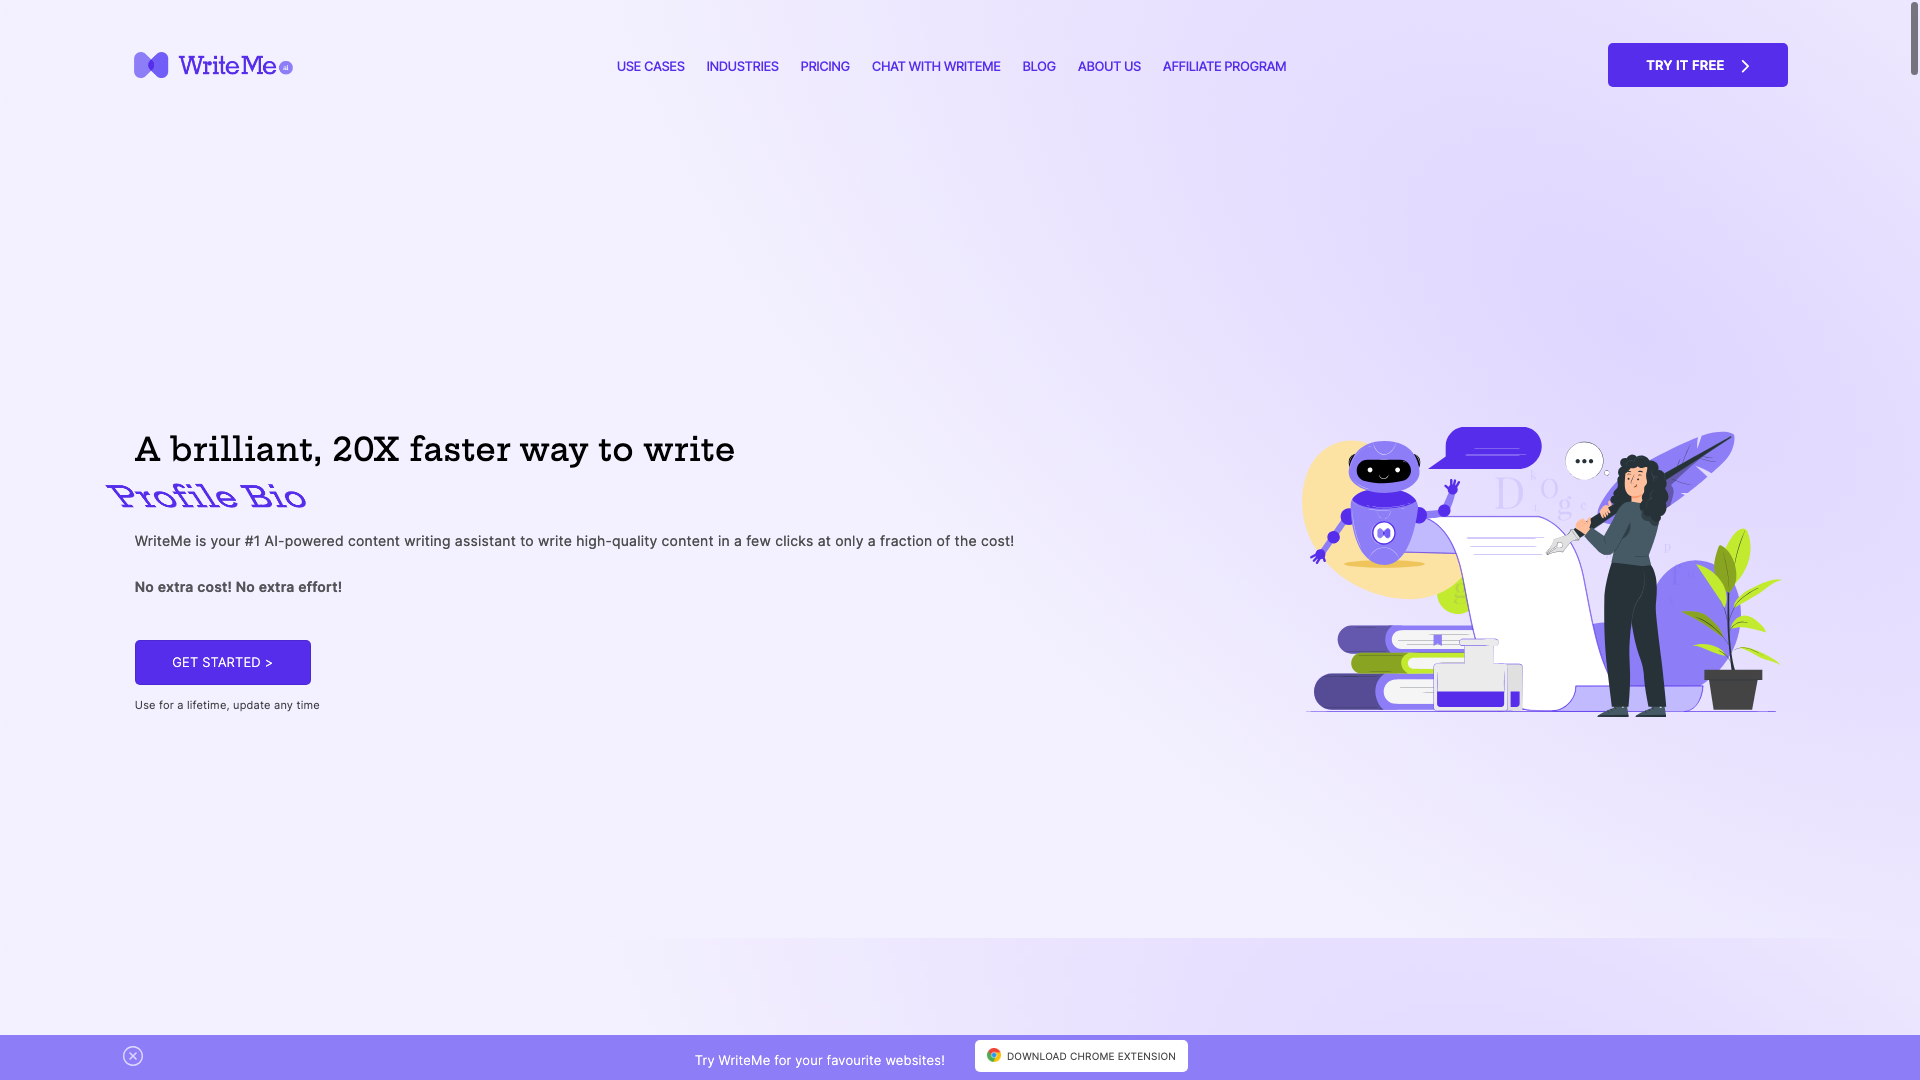 WriteMe ai
USE CASES
INDUSTRIES
PRICING
CHAT WITH WRITEME
BLOG
ABOUT US
AFFILIATE PROGRAM
TRY IT FREE
A brilliant, 20X faster way to write
Profile Bio
WriteMe is your #1 AI-powered content writing assistant to write high-quality content in a few clicks at only a fraction of the cost!
No extra cost! No extra effort!
GET STARTED >
Use for a lifetime, update any time
Try WriteMe for your favourite websites!
DOWNLOAD CHROME EXTENSION